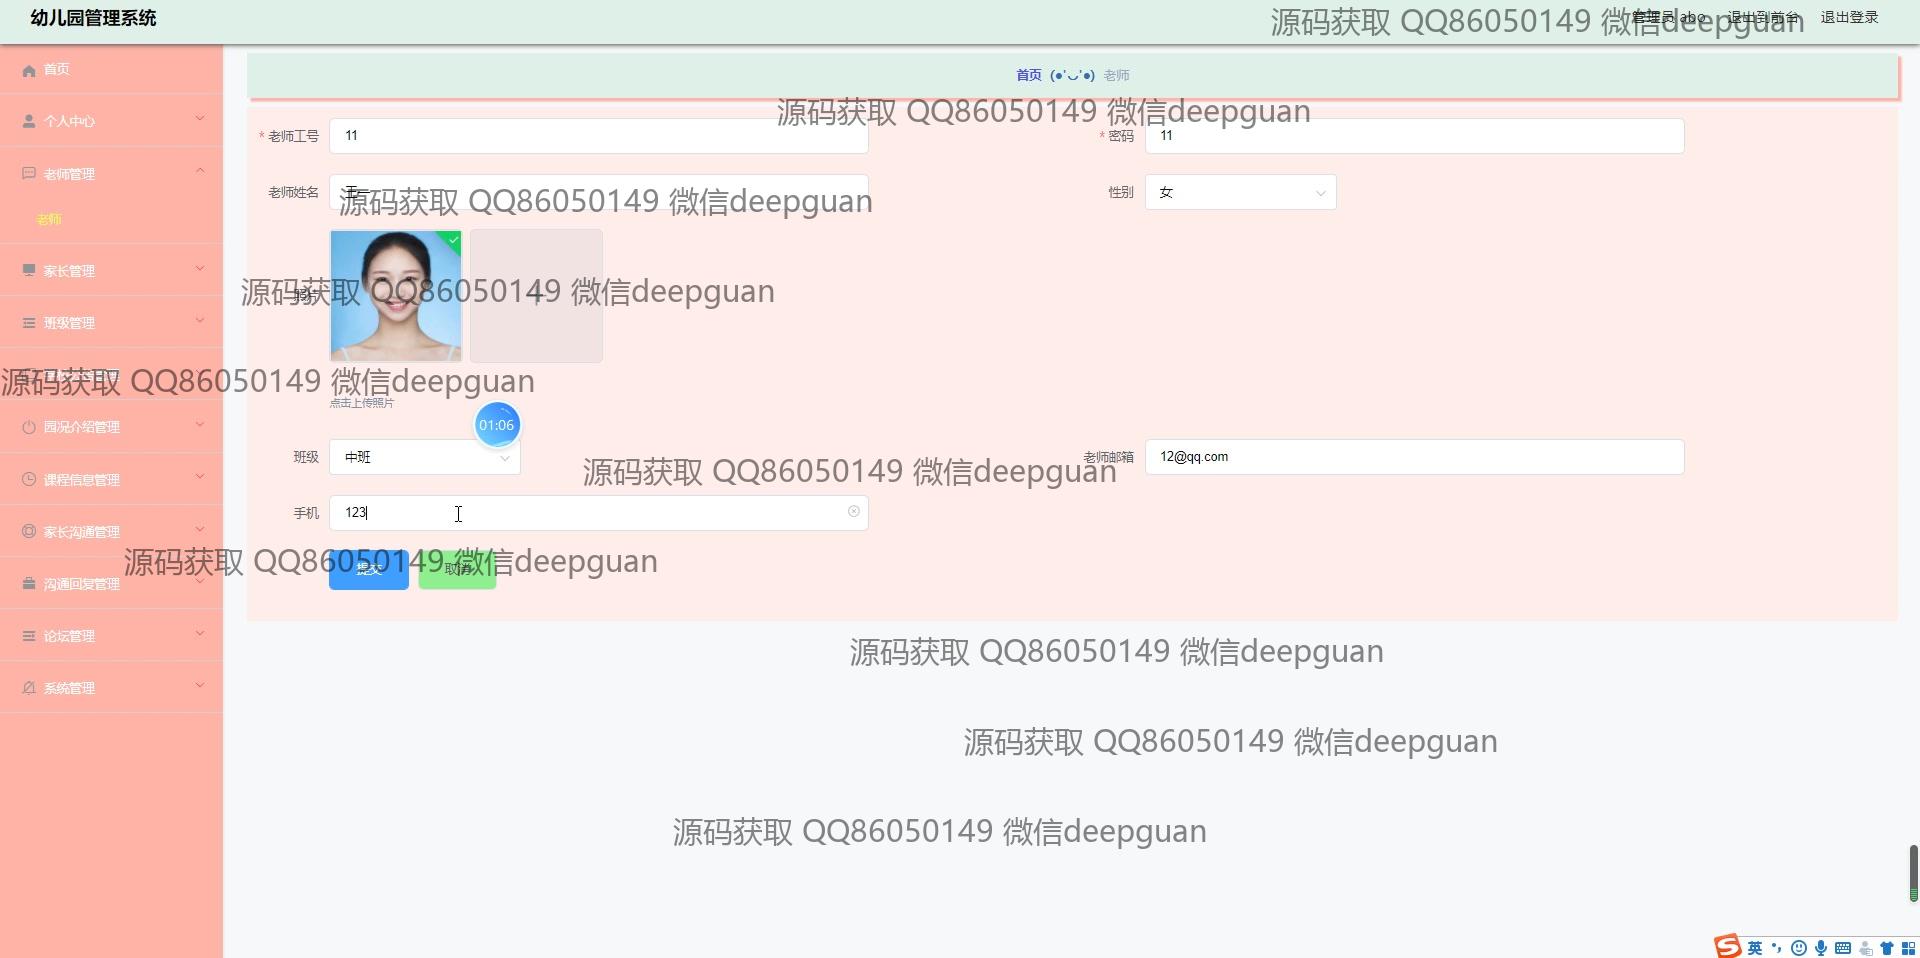 幼儿园管理系统
管理员 abo 退出到前台 退出登录
源码获取 QQ86050149 微信deepguan
首页
个人中心
老师管理
老师
家长管理
班级管理
园况介绍管理
课程信息管理
家长沟通管理
沟通回复管理
论坛管理
系统管理
首页 (●'◡'●) 老师
源码获取 QQ86050149 微信deepguan
* 老师工号 11
* 密码 11
老师姓名
性别 女
源码获取 QQ86050149 微信deepguan
照片
源码获取 QQ86050149 微信deepguan
源码获取 QQ86050149 微信deepguan
点击上传照片
01:06
班级 中班
老师邮箱 12@qq.com
源码获取 QQ86050149 微信deepguan
手机 123
提交 取消
源码获取 QQ86050149 微信deepguan
源码获取 QQ86050149 微信deepguan
源码获取 QQ86050149 微信deepguan
源码获取 QQ86050149 微信deepguan
英